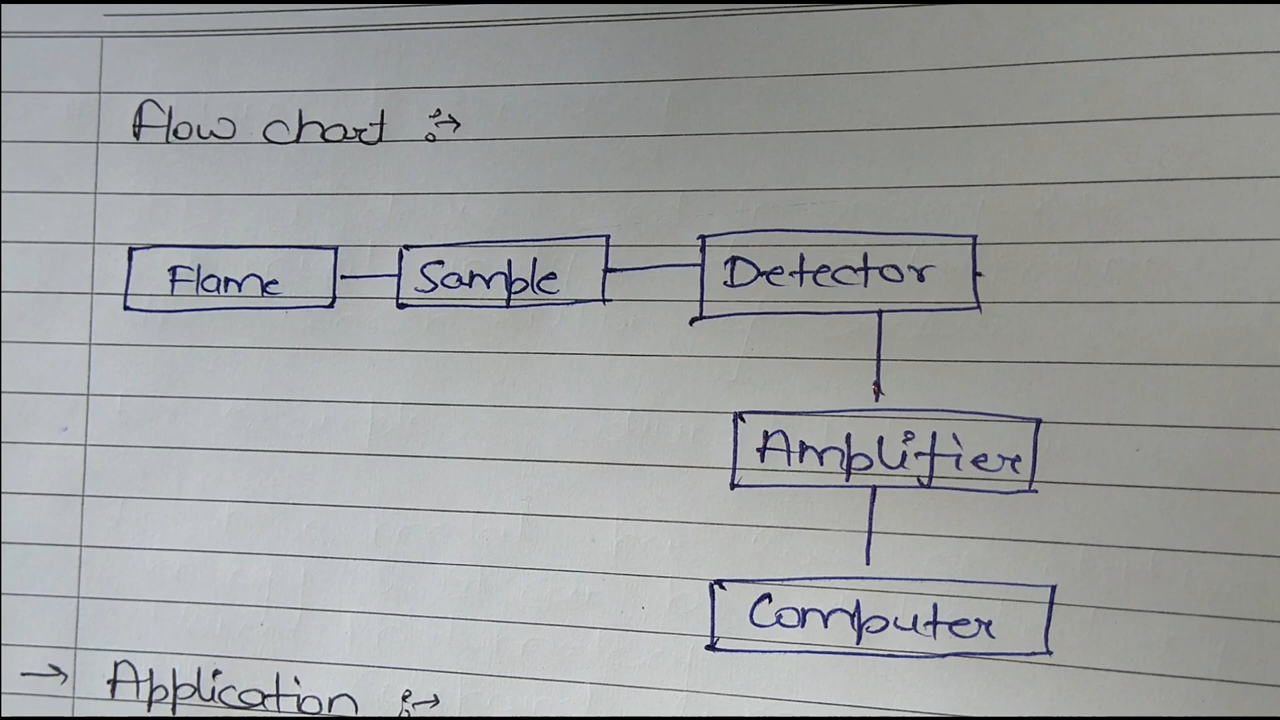 Flow chart :→
Flame Sample Detector
Amplifier
Computer
→ Application :→